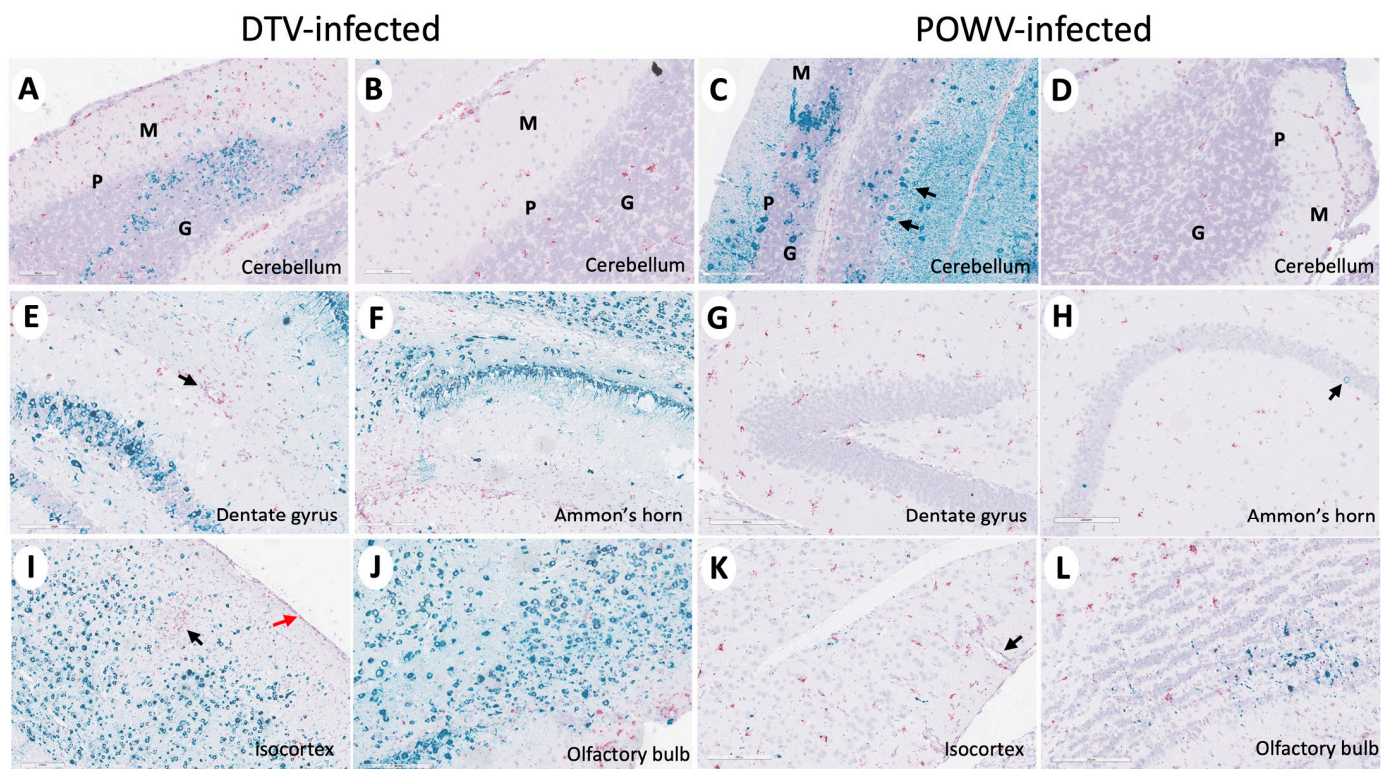 DTV-infected
POWV-infected
A
M
P
G
Cerebellum
B
M
P
G
Cerebellum
C
M
P
G
Cerebellum
D
P
M
G
Cerebellum
E
Dentate gyrus
F
Ammon's horn
G
Dentate gyrus
H
Ammon's horn
I
Isocortex
J
Olfactory bulb
K
Isocortex
L
Olfactory bulb